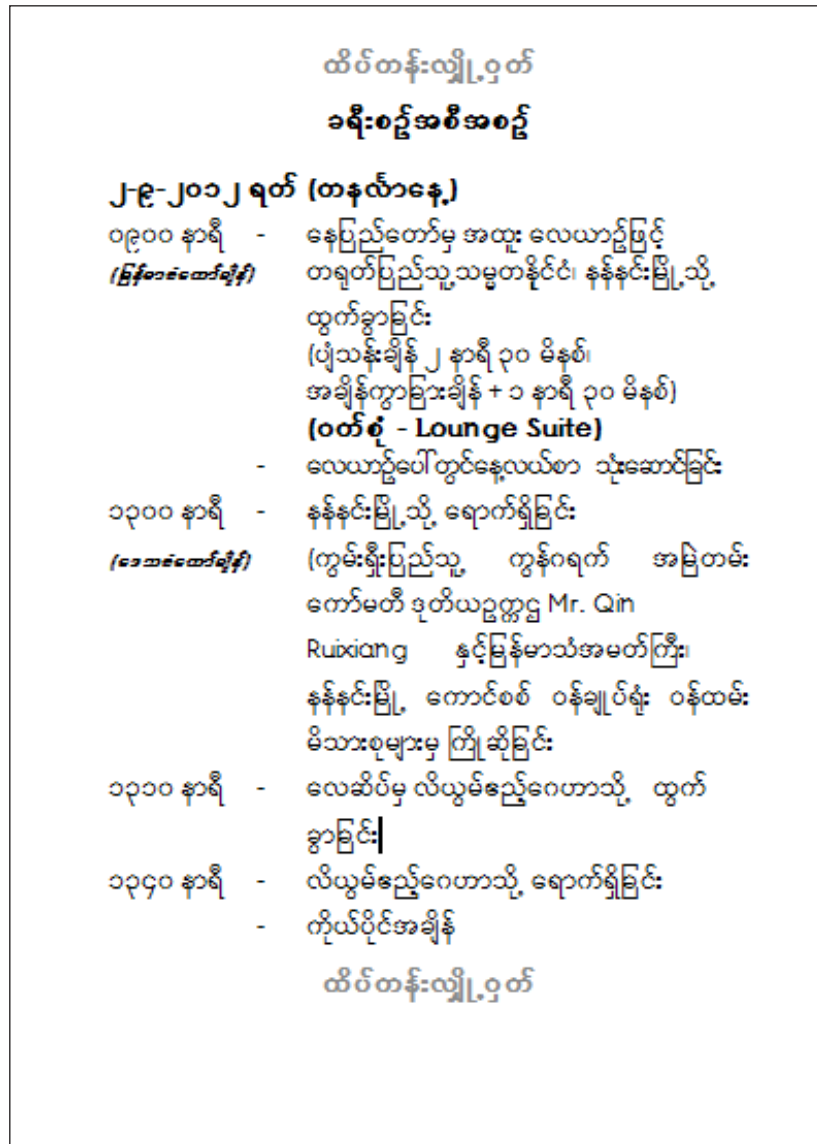 ထိပ်တန်းလျှို့ဝှက်
ခရီးစဥ်အစီအစဥ်
၂-၉-၂၀၁၂ ရက် (တနင်္လာနေ့)
၀၉၀၀ နာရီ - နေပြည်တော်မှ အထူး လေယာဥ်ဖြင့်
(မြန်မာစံတော်ချိန်) တရုတ်ပြည်သူ့သမ္မတနိုင်ငံ၊ နန်နင်းမြို့သို့
ထွက်ခွာခြင်း
(ပျံသန်းချိန် ၂ နာရီ ၃၀ မိနစ်၊
အချိန်ကွာခြားချိန် + ၁ နာရီ ၃၀ မိနစ်)
(ဝတ်စုံ - Lounge Suite)
- လေယာဥ်ပေါ်တွင်နေ့လယ်စာ သုံးဆောင်ခြင်း
၁၃၀၀ နာရီ - နန်နင်းမြို့သို့ ရောက်ရှိခြင်း
(ဒေသစံတော်ချိန်) (ကွမ်းရှီးပြည်သူ့ ကွန်ဂရက် အမြဲတမ်း
ကော်မတီ ဒုတိယဥက္ကဌ Mr. Qin
Ruixiang နှင့်မြန်မာသံအမတ်ကြီး၊
နန်နင်းမြို့ ကောင်စစ် ဝန်ချုပ်ရုံး ဝန်ထမ်း
မိသားစုများမှ ကြိုဆိုခြင်း
၁၃၁၀ နာရီ - လေဆိပ်မှ လိယွမ်ဧည့်ဂေဟာသို့ ထွက်
ခွာခြင်း
၁၃၄၀ နာရီ - လိယွမ်ဧည့်ဂေဟာသို့ ရောက်ရှိခြင်း
- ကိုယ်ပိုင်အချိန်
ထိပ်တန်းလျှို့ဝှက်